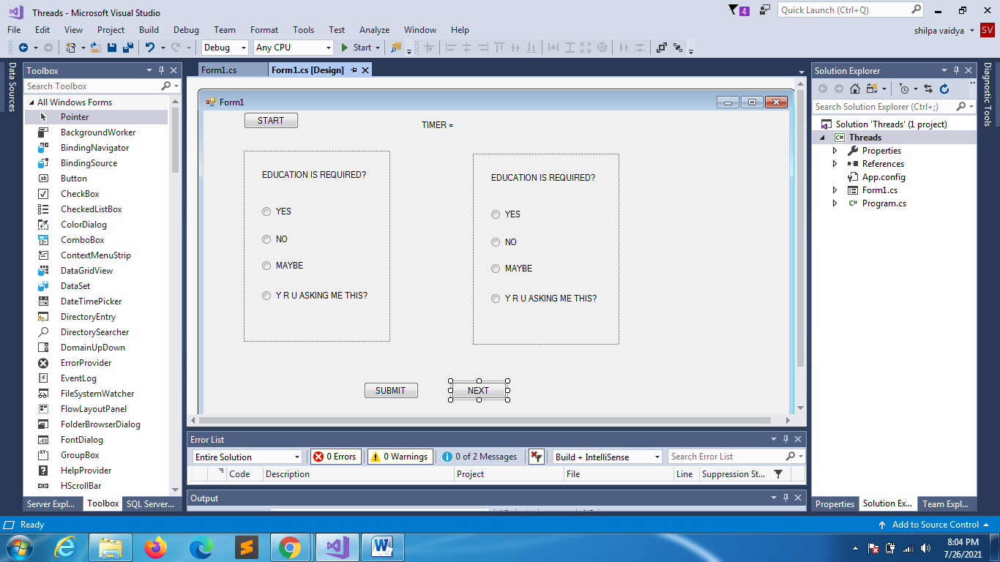 Threads - Microsoft Visual Studio
4
Quick Launch (Ctrl+Q)
File Edit View Project Build Debug Team Format Tools Test Analyze Window Help
shilpa vaidya
SV
Debug
Any CPU
Start
Data Sources
Toolbox
Search Toolbox
All Windows Forms
Pointer
BackgroundWorker
BindingNavigator
BindingSource
Button
CheckBox
CheckedListBox
ColorDialog
ComboBox
ContextMenuStrip
DataGridView
DataSet
DateTimePicker
DirectoryEntry
DirectorySearcher
DomainUpDown
ErrorProvider
EventLog
FileSystemWatcher
FlowLayoutPanel
FolderBrowserDialog
FontDialog
GroupBox
HelpProvider
HScrollBar
Server Expl... Toolbox SQL Server...
Form1.cs
Form1.cs [Design]
Form1
START
TIMER =
EDUCATION IS REQUIRED?
YES
NO
MAYBE
Y R U ASKING ME THIS?
EDUCATION IS REQUIRED?
YES
NO
MAYBE
Y R U ASKING ME THIS?
SUBMIT
NEXT
Error List
Entire Solution
0 Errors
0 Warnings
0 of 2 Messages
Build + IntelliSense
Search Error List
Code Description Project File Line Suppression St...
Output
Solution Explorer
Search Solution Explorer (Ctrl+;)
Solution 'Threads' (1 project)
C# Threads
Properties
References
App.config
Form1.cs
C# Program.cs
Properties Solution Ex... Team Expl...
Diagnostic Tools
Ready
Add to Source Control
8:04 PM
7/26/2021